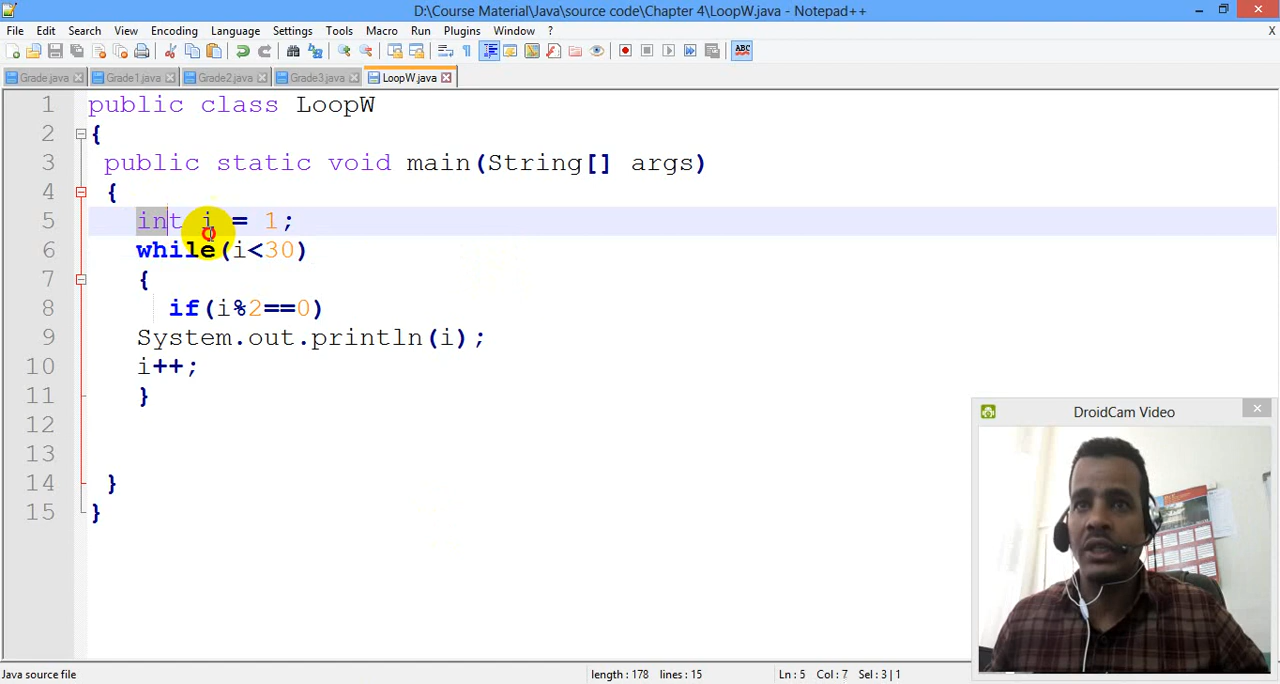 D:\Course Material\Java\source code\Chapter 4\LoopW.java - Notepad++
File Edit Search View Encoding Language Settings Tools Macro Run Plugins Window ? X
ABC
Grade.java Grade1.java Grade2.java Grade3.java LoopW.java
1 public class LoopW
2 {
3 public static void main(String[] args)
4 {
5 int i = 1;
6 while(i<30)
7 {
8 if(i%2==0)
9 System.out.println(i);
10 i++;
11 }
12
13
14 }
15 }
DroidCam Video
Java source file length : 178 lines : 15 Ln : 5 Col : 7 Sel : 3 | 1